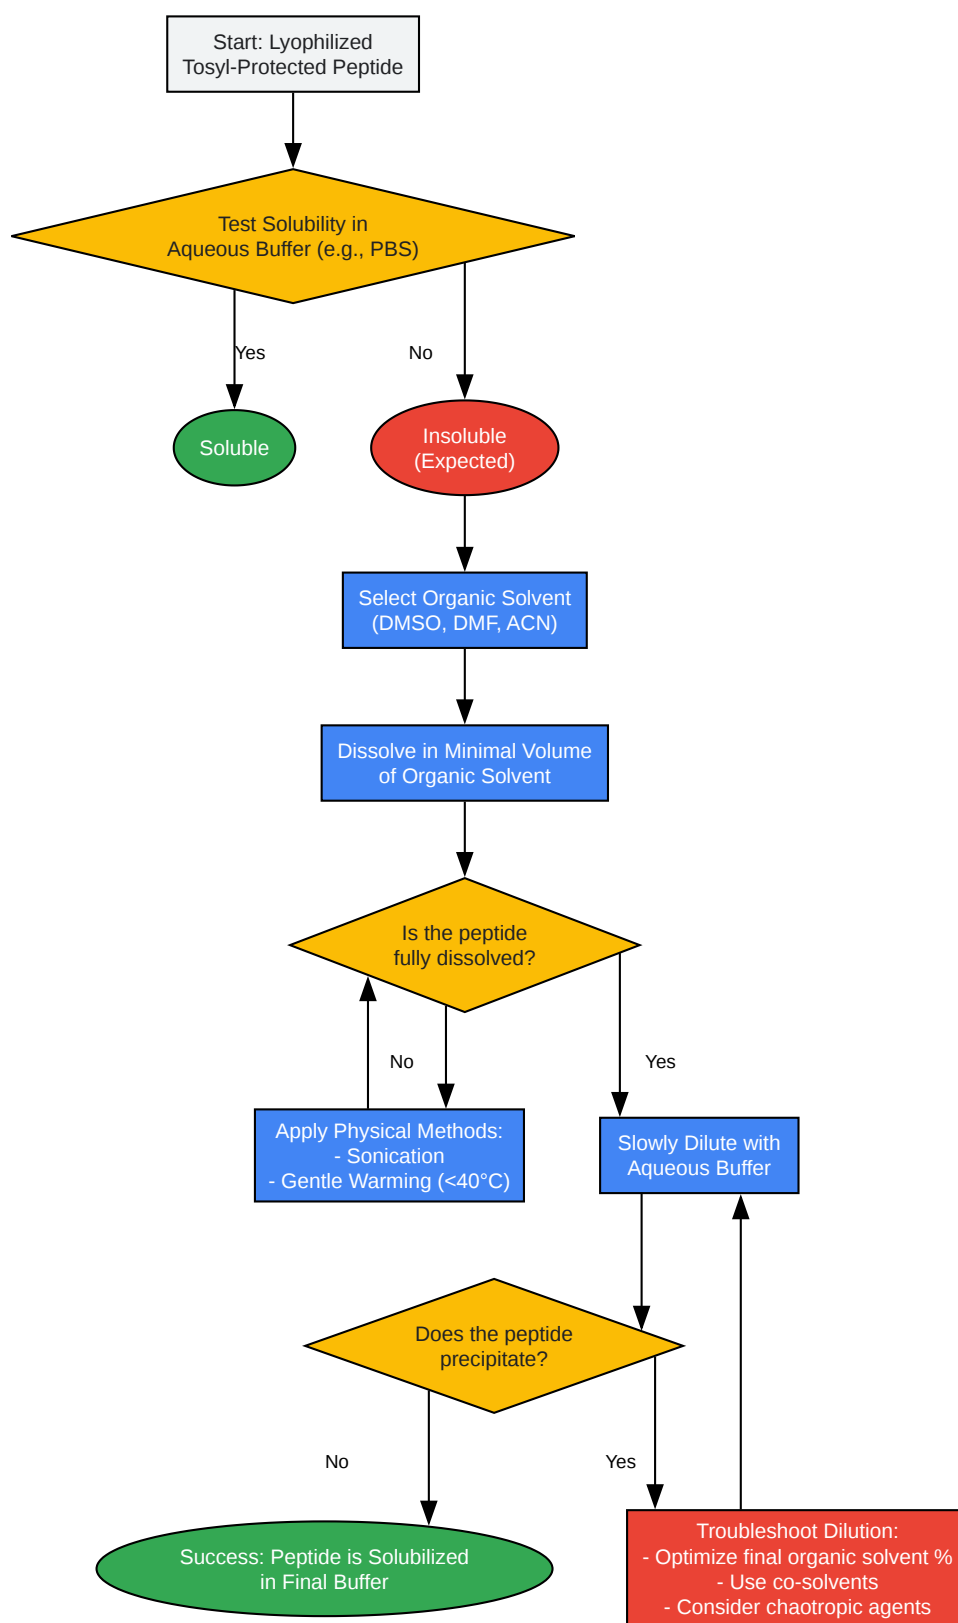 Start: Lyophilized
Tosyl-Protected Peptide
Test Solubility in
Aqueous Buffer (e.g., PBS)
Yes
No
Soluble
Insoluble
(Expected)
Select Organic Solvent
(DMSO, DMF, ACN)
Dissolve in Minimal Volume
of Organic Solvent
Is the peptide
fully dissolved?
No
Yes
Apply Physical Methods:
- Sonication
- Gentle Warming (<40°C)
Slowly Dilute with
Aqueous Buffer
Does the peptide
precipitate?
No
Yes
Success: Peptide is Solubilized
in Final Buffer
Troubleshoot Dilution:
- Optimize final organic solvent %
- Use co-solvents
- Consider chaotropic agents